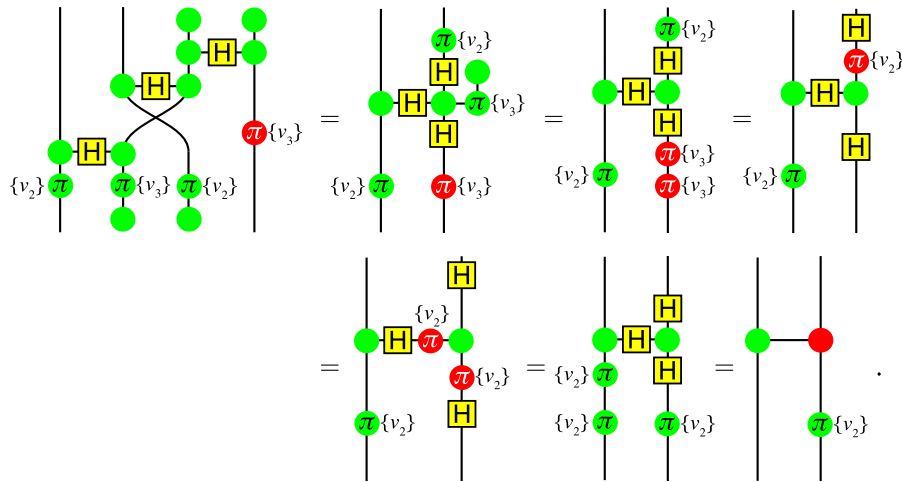 π {v₂} H
H π {v₂} H π {v₂}
H H H H
H π {v₃}
π {v₃} = H = H = H
H π {v₃} H
{v₂} π π {v₃} π {v₂} {v₂} π π {v₃} {v₂} π π {v₃} {v₂} π
H
{v₂} H
= H π = H = .
π {v₂} {v₂} π H
H
π {v₂} {v₂} π π {v₂} π {v₂}